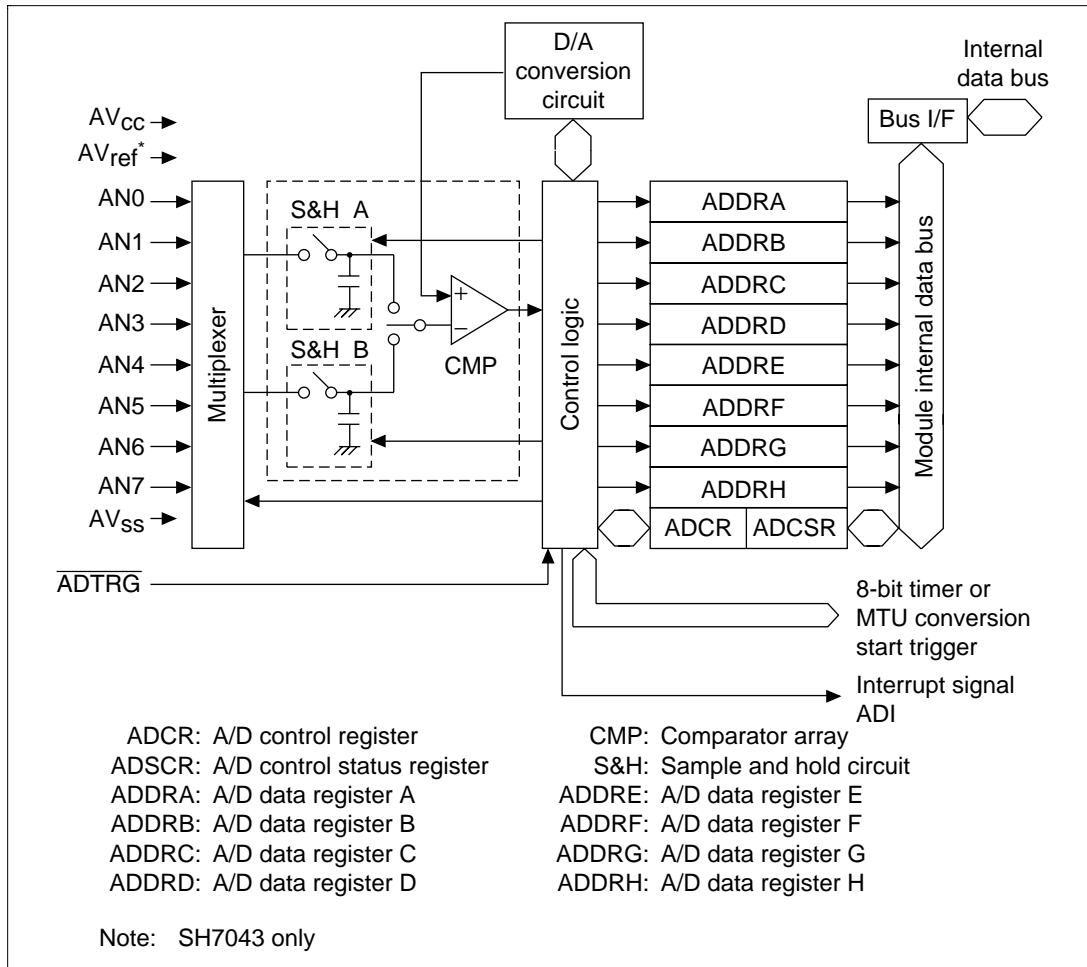 D/A
conversion
circuit
Internal
data bus
Bus I/F
AVcc
AVref*
AN0
AN1
AN2
AN3
AN4
AN5
AN6
AN7
AVss
ADTRG
Multiplexer
S&H A
S&H B
+
−
CMP
Control logic
ADDRA
ADDRB
ADDRC
ADDRD
ADDRE
ADDRF
ADDRG
ADDRH
ADCR ADCSR
Module internal data bus
8-bit timer or
MTU conversion
start trigger
Interrupt signal
ADI
ADCR: A/D control register
ADSCR: A/D control status register
ADDRA: A/D data register A
ADDRB: A/D data register B
ADDRC: A/D data register C
ADDRD: A/D data register D
CMP: Comparator array
S&H: Sample and hold circuit
ADDRE: A/D data register E
ADDRF: A/D data register F
ADDRG: A/D data register G
ADDRH: A/D data register H
Note: SH7043 only